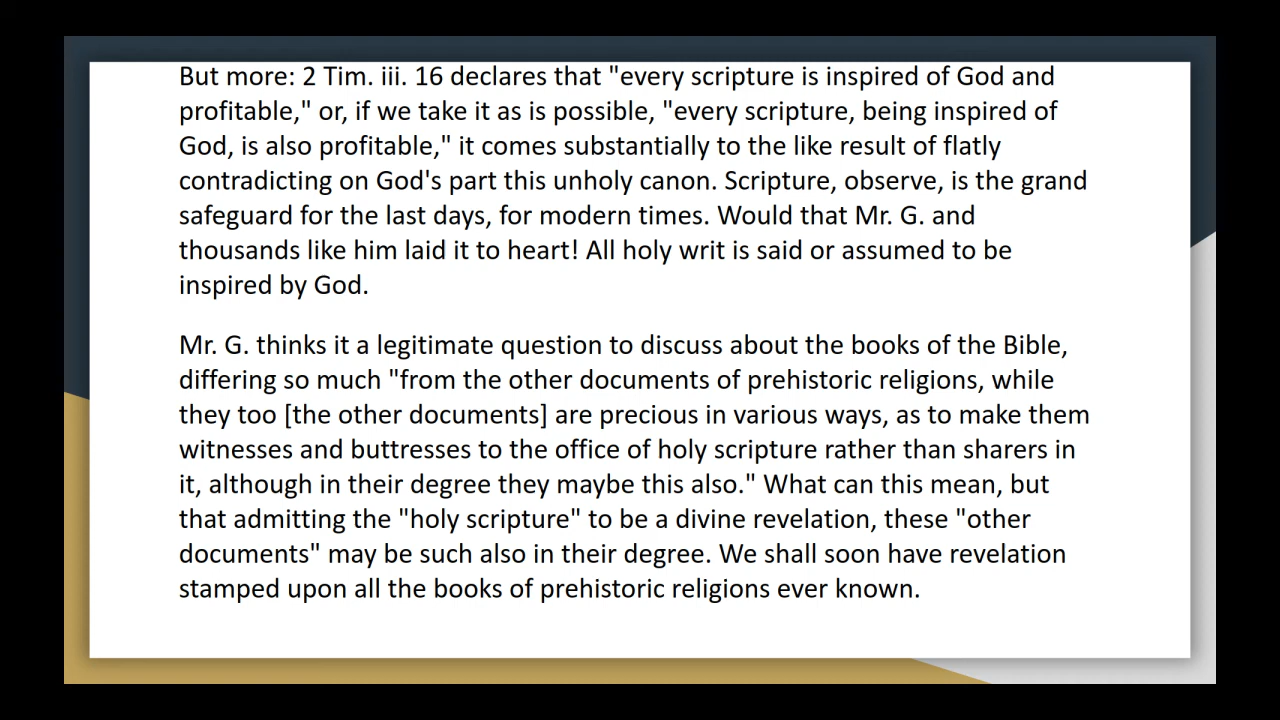 But more: 2 Tim. iii. 16 declares that "every scripture is inspired of God and
profitable," or, if we take it as is possible, "every scripture, being inspired of
God, is also profitable," it comes substantially to the like result of flatly
contradicting on God's part this unholy canon. Scripture, observe, is the grand
safeguard for the last days, for modern times. Would that Mr. G. and
thousands like him laid it to heart! All holy writ is said or assumed to be
inspired by God.
Mr. G. thinks it a legitimate question to discuss about the books of the Bible,
differing so much "from the other documents of prehistoric religions, while
they too [the other documents] are precious in various ways, as to make them
witnesses and buttresses to the office of holy scripture rather than sharers in
it, although in their degree they maybe this also." What can this mean, but
that admitting the "holy scripture" to be a divine revelation, these "other
documents" may be such also in their degree. We shall soon have revelation
stamped upon all the books of prehistoric religions ever known.